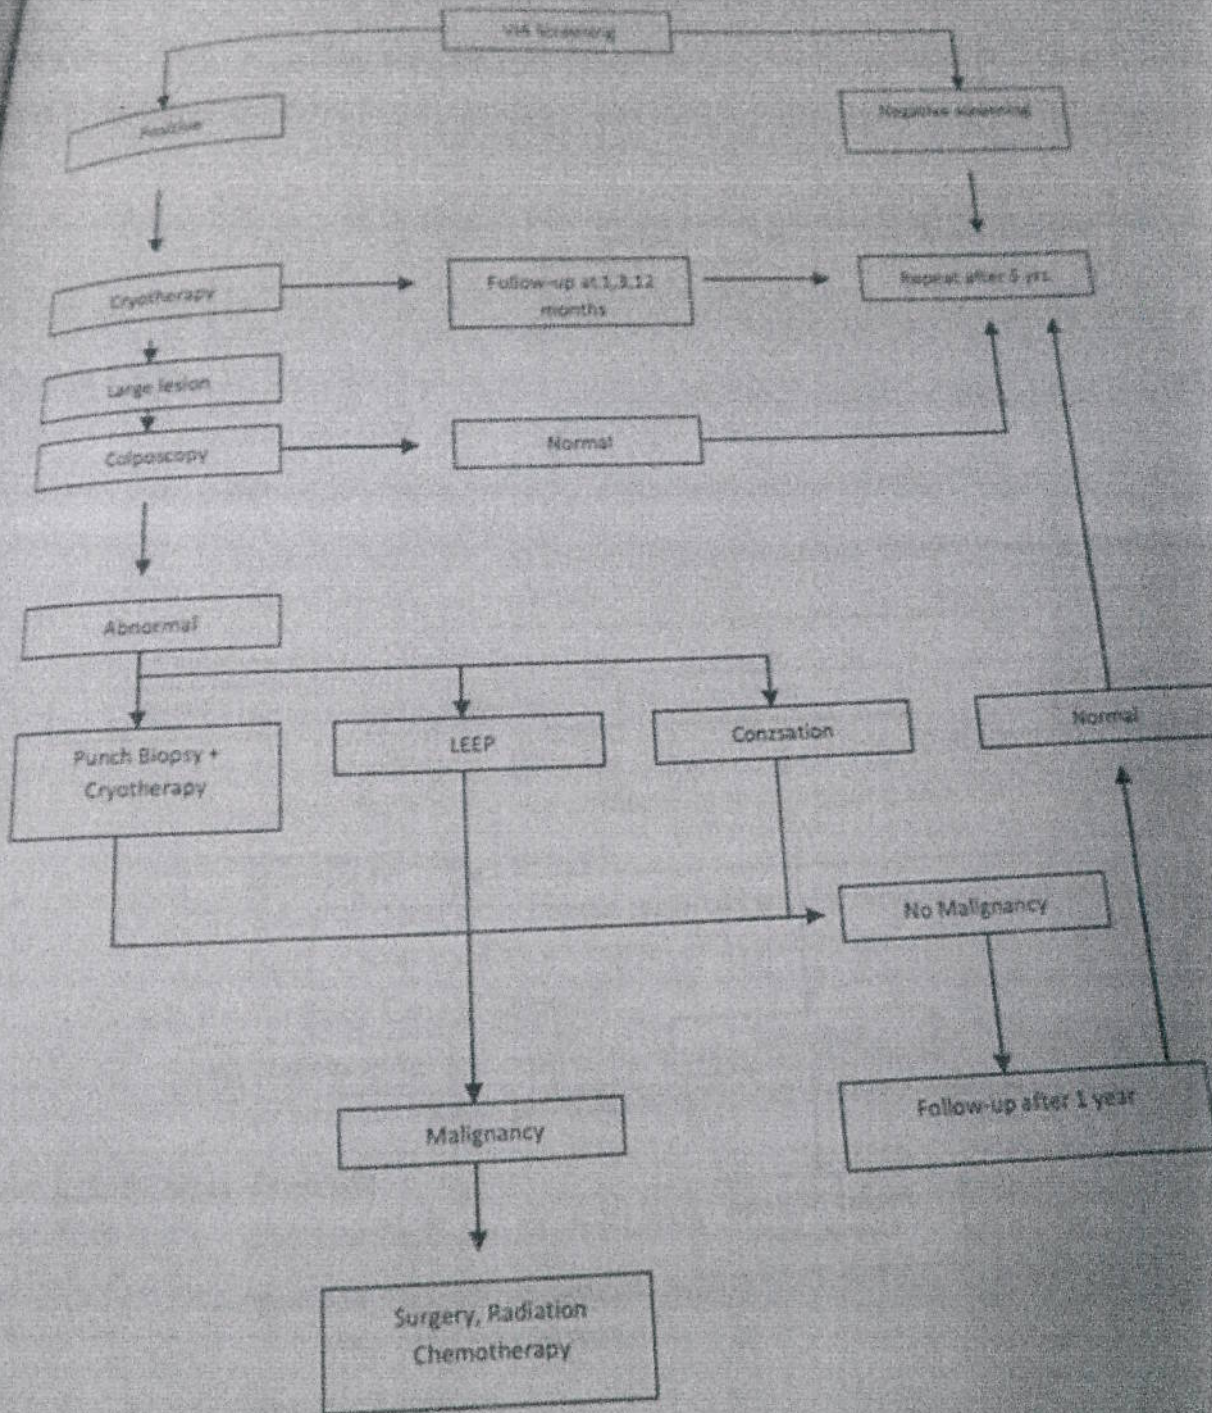 VIA Screening
Positive
Negative screening
Cryotherapy
Follow-up at 1,3,12
months
Repeat after 5 yrs.
Large lesion
Colposcopy
Normal
Abnormal
Punch Biopsy +
Cryotherapy
LEEP
Conzsation
Normal
No Malignancy
Follow-up after 1 year
Malignancy
Surgery, Radiation
Chemotherapy